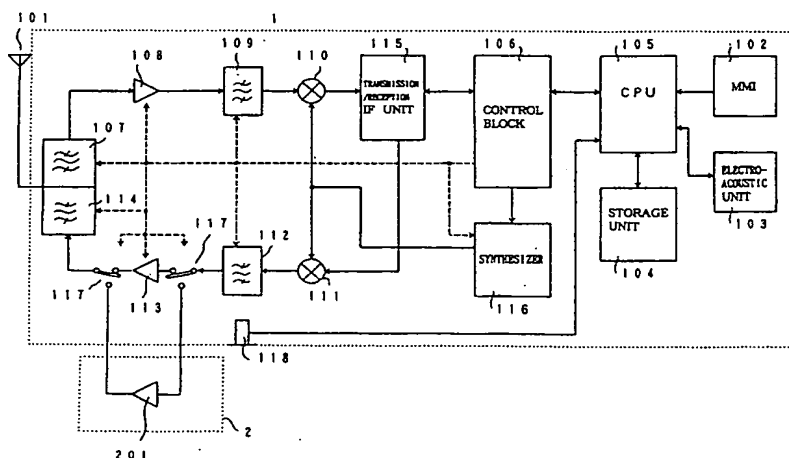 101
1
108
109
110
115
106
105
102
TRANSMISSION
/RECEPTION
IF UNIT
CONTROL
BLOCK
CPU
MMI
107
114
ELECTRO-
ACOUSTIC
UNIT
103
STORAGE
UNIT
104
117
112
SYNTHESIZER
117
113
111
116
118
201
2